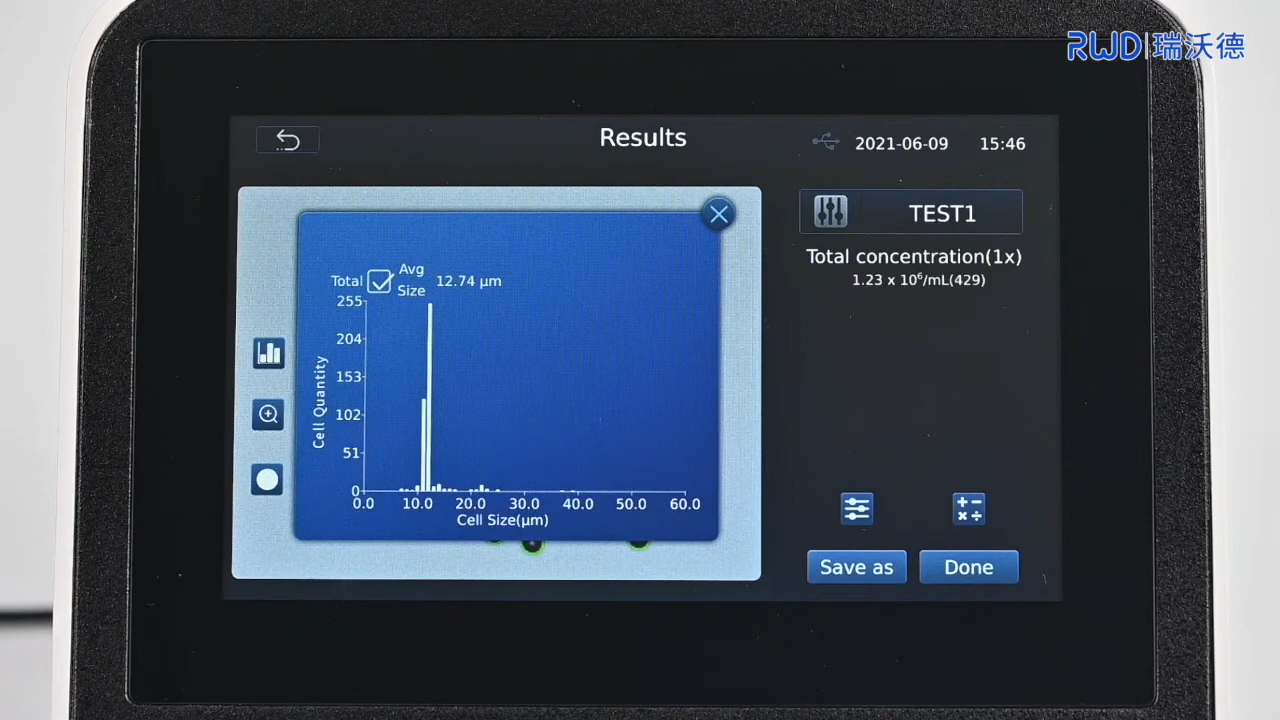 RWD|瑞沃德
Results
2021-06-09 15:46
TEST1
Total concentration(1x)
1.23 x 10⁶/mL(429)
Total Avg Size 12.74 µm
255
204
153
102
51
0
Cell Quantity
0.0 10.0 20.0 30.0 40.0 50.0 60.0
Cell Size(µm)
Save as Done